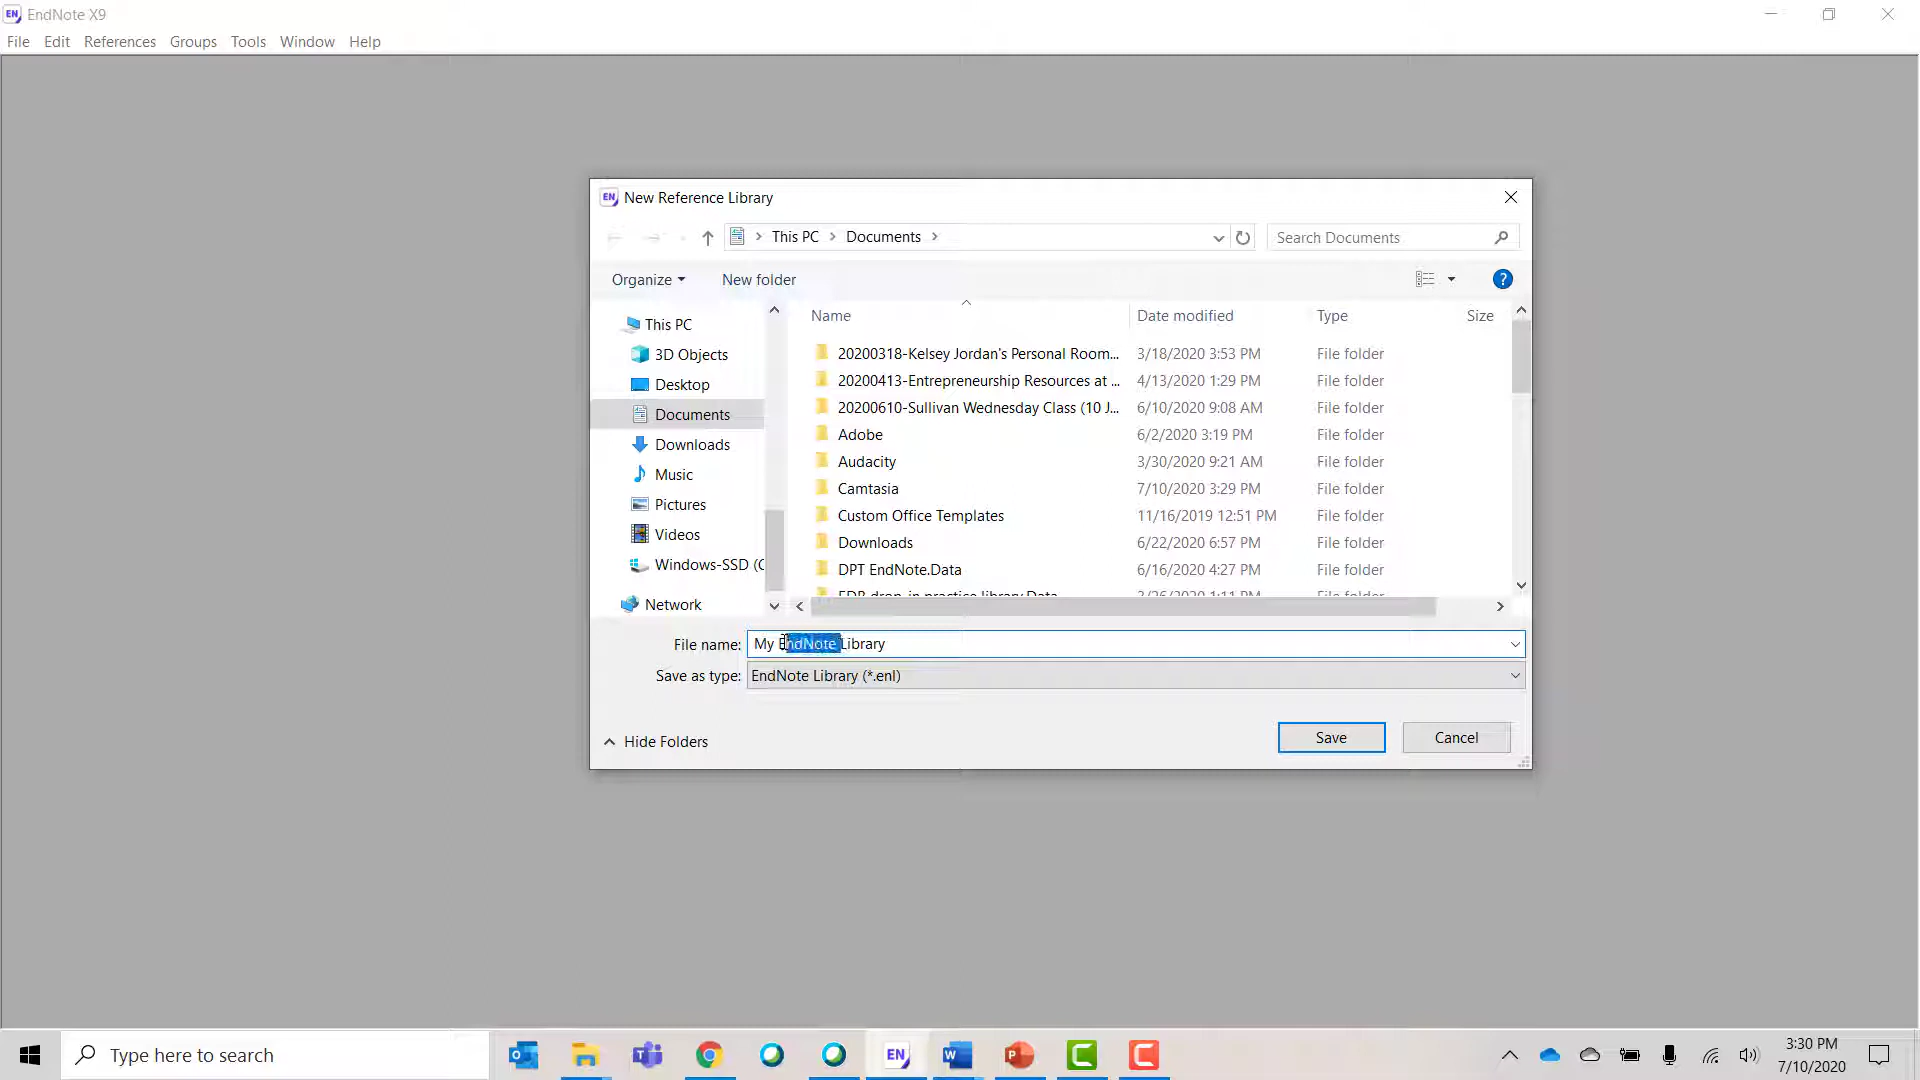 EN EndNote X9
File Edit References Groups Tools Window Help
EN New Reference Library
This PC Documents
Search Documents
Organize New folder
?
Name Date modified Type Size
This PC
3D Objects
Desktop
Documents
Downloads
Music
Pictures
Videos
Windows-SSD (C
Network
20200318-Kelsey Jordan's Personal Room... 3/18/2020 3:53 PM File folder
20200413-Entrepreneurship Resources at ... 4/13/2020 1:29 PM File folder
20200610-Sullivan Wednesday Class (10 J... 6/10/2020 9:08 AM File folder
Adobe 6/2/2020 3:19 PM File folder
Audacity 3/30/2020 9:21 AM File folder
Camtasia 7/10/2020 3:29 PM File folder
Custom Office Templates 11/16/2019 12:51 PM File folder
Downloads 6/22/2020 6:57 PM File folder
DPT EndNote.Data 6/16/2020 4:27 PM File folder
File name: My EndNote Library
Save as type: EndNote Library (*.enl)
Hide Folders
Save Cancel
Type here to search
EN
3:30 PM
7/10/2020